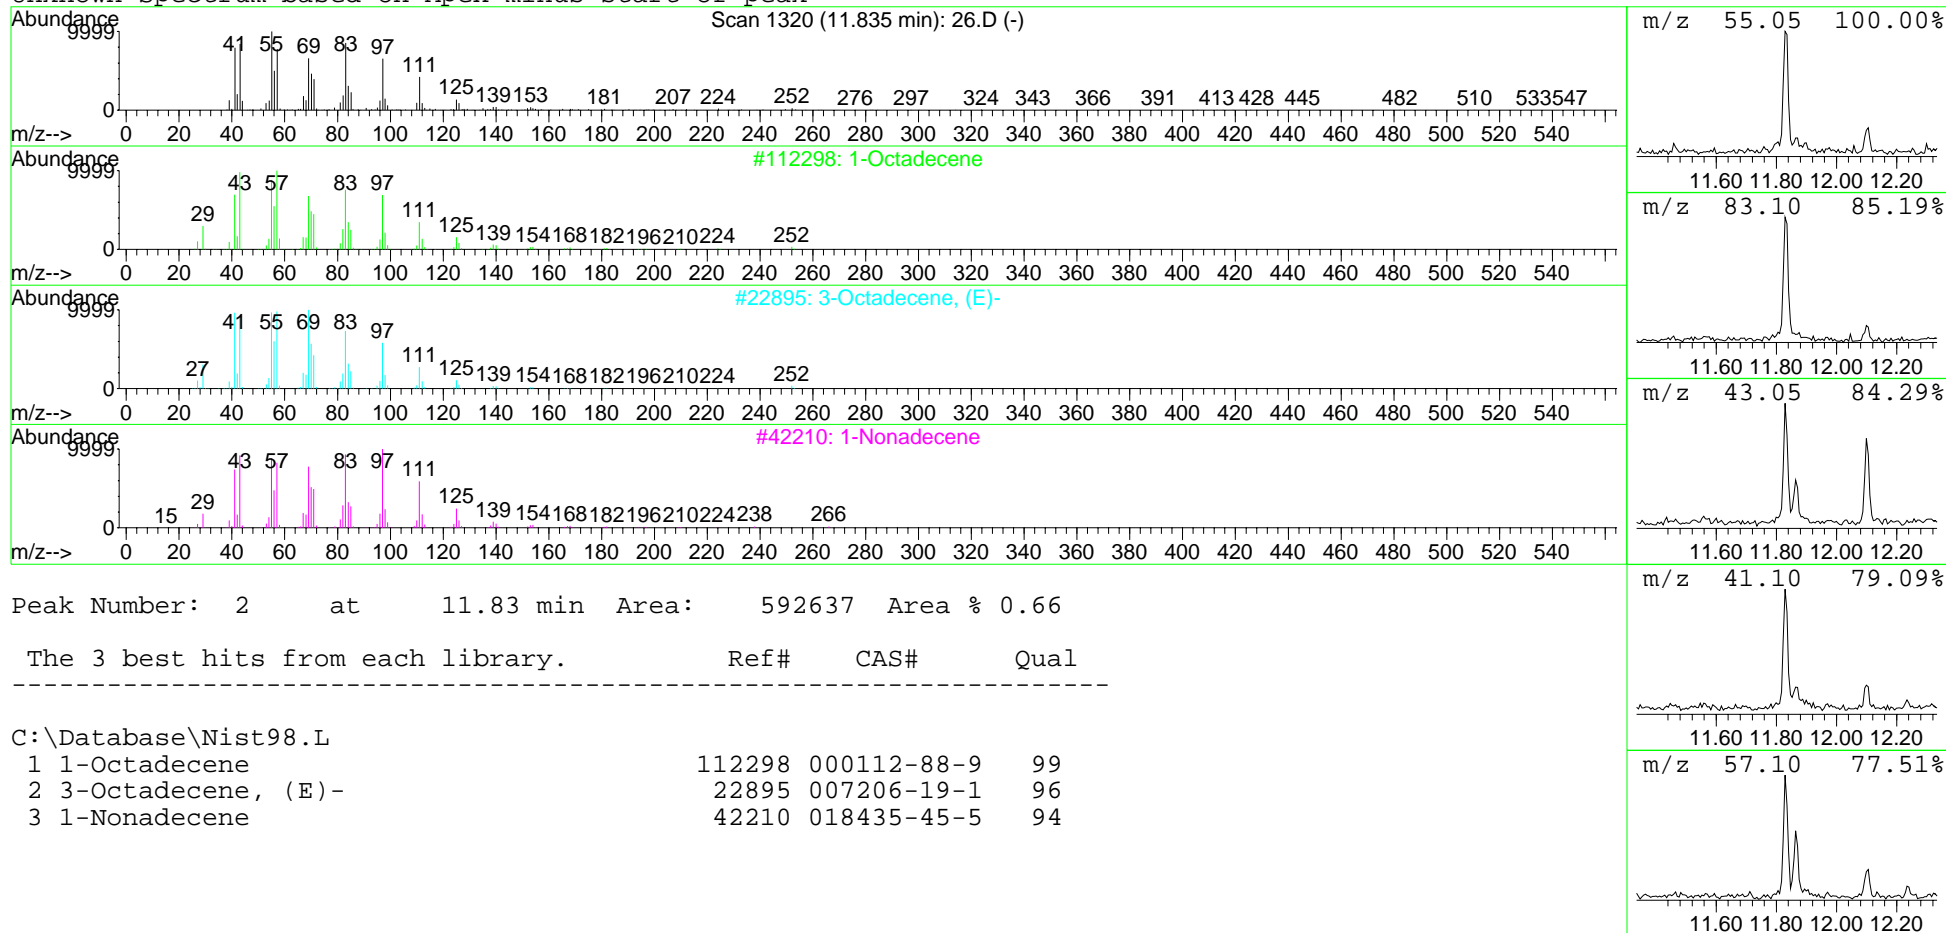 Unknown Spectrum based on Apex minus start of peak
Abundance
Scan 1320 (11.835 min): 26.D (-)
9999
41 55 69 83 97 111 125 139 153 181 207 224 252 276 297 324 343 366 391 413 428 445 482 510 533 547
0
0 20 40 60 80 100 120 140 160 180 200 220 240 260 280 300 320 340 360 380 400 420 440 460 480 500 520 540
m/z-->
Abundance
#112298: 1-Octadecene
9999
29 43 57 83 97 111 125 139 154 168 182 196 210 224 252
0
0 20 40 60 80 100 120 140 160 180 200 220 240 260 280 300 320 340 360 380 400 420 440 460 480 500 520 540
m/z-->
Abundance
#22895: 3-Octadecene, (E)-
9999
27 41 55 69 83 97 111 125 139 154 168 182 196 210 224 252
0
0 20 40 60 80 100 120 140 160 180 200 220 240 260 280 300 320 340 360 380 400 420 440 460 480 500 520 540
m/z-->
Abundance
#42210: 1-Nonadecene
9999
15 29 43 57 83 97 111 125 139 154 168 182 196 210 224 238 266
0
0 20 40 60 80 100 120 140 160 180 200 220 240 260 280 300 320 340 360 380 400 420 440 460 480 500 520 540
m/z-->
m/z 55.05 100.00%
11.60 11.80 12.00 12.20
m/z 83.10 85.19%
11.60 11.80 12.00 12.20
m/z 43.05 84.29%
11.60 11.80 12.00 12.20
m/z 41.10 79.09%
11.60 11.80 12.00 12.20
m/z 57.10 77.51%
11.60 11.80 12.00 12.20
Peak Number: 2 at 11.83 min Area: 592637 Area % 0.66
The 3 best hits from each library. Ref# CAS# Qual
C:\Database\Nist98.L
1 1-Octadecene 112298 000112-88-9 99
2 3-Octadecene, (E)- 22895 007206-19-1 96
3 1-Nonadecene 42210 018435-45-5 94